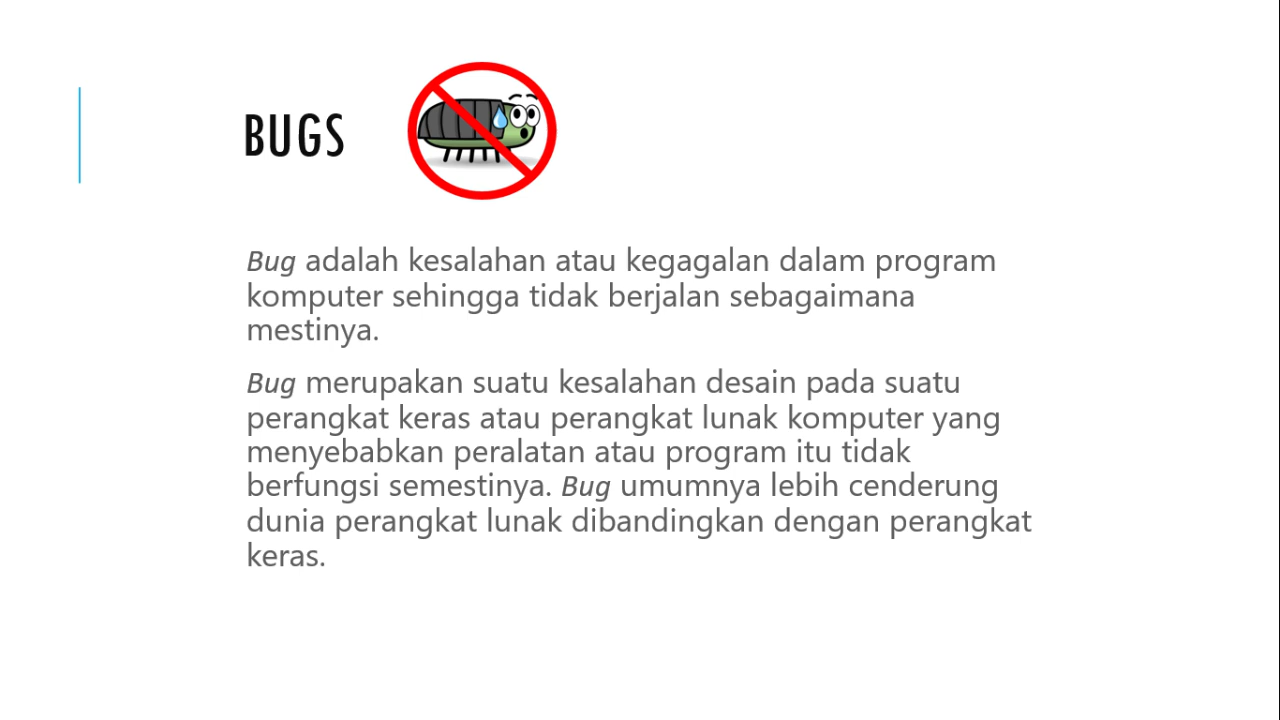 BUGS
Bug adalah kesalahan atau kegagalan dalam program
komputer sehingga tidak berjalan sebagaimana
mestinya.
Bug merupakan suatu kesalahan desain pada suatu
perangkat keras atau perangkat lunak komputer yang
menyebabkan peralatan atau program itu tidak
berfungsi semestinya. Bug umumnya lebih cenderung
dunia perangkat lunak dibandingkan dengan perangkat
keras.